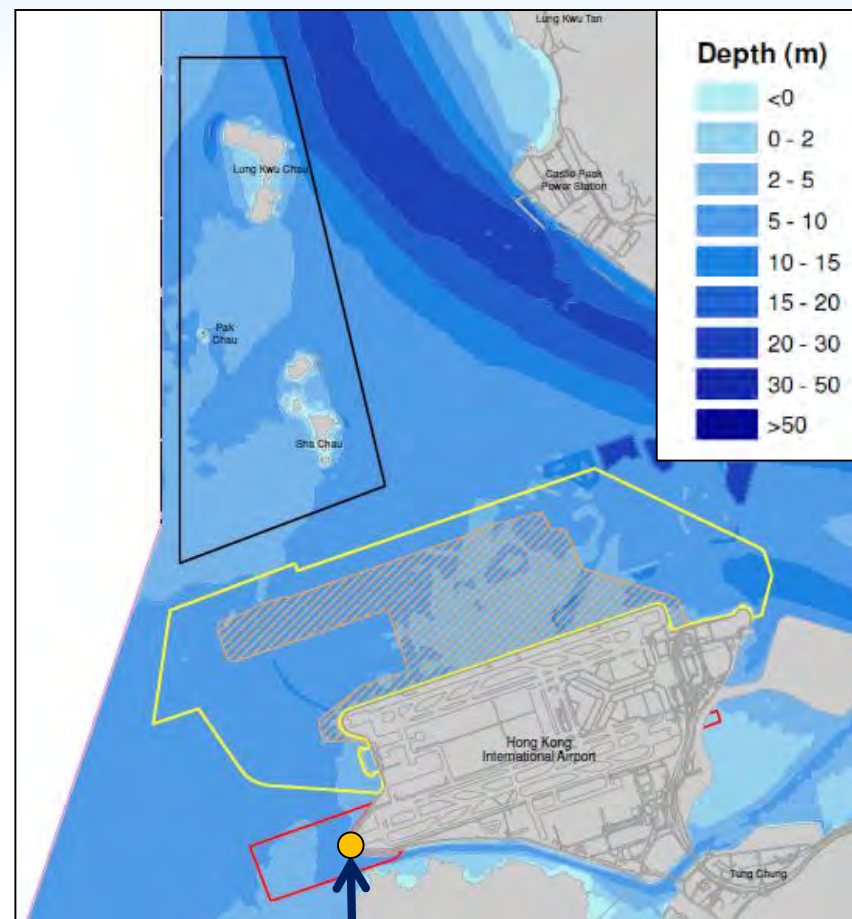 Lung Kwu Tan
Depth (m)
<0
0 - 2
2 - 5
5 - 10
10 - 15
15 - 20
20 - 30
30 - 50
>50
Lung Kwu Chau
Castle Peak
Power Station
Pak
Chau
Sha Chau
Hong Kong
International Airport
Tung Chung